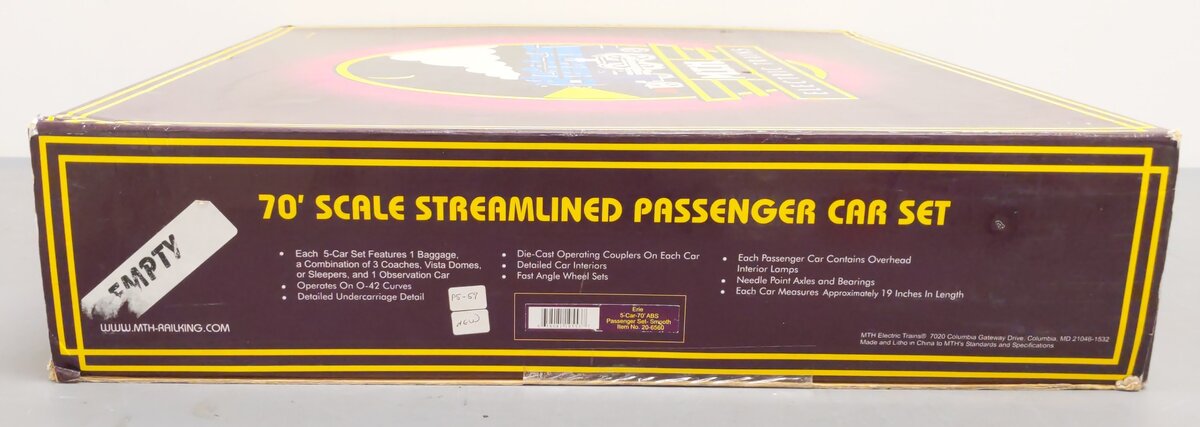 ELECTRIC TRAINS
MTH
70' SCALE STREAMLINED PASSENGER CAR SET
EMPTY
• Each 5-Car Set Features 1 Baggage,
a Combination of 3 Coaches, Vista Domes,
or Sleepers, and 1 Observation Car
• Operates On O-42 Curves
• Detailed Undercarriage Detail
• Die-Cast Operating Couplers On Each Car
• Detailed Car Interiors
• Fast Angle Wheel Sets
• Each Passenger Car Contains Overhead
Interior Lamps
• Needle Point Axles and Bearings
• Each Car Measures Approximately 19 Inches In Length
PS-57
NEW
Erie
5-Car-70' ABS
Passenger Set- Smooth
Item No. 20-6560
WWW.MTH-RAILKING.COM
MTH Electric Trains® 7020 Columbia Gateway Drive, Columbia, MD 21046-1532
Made and Litho in China to MTH's Standards and Specifications